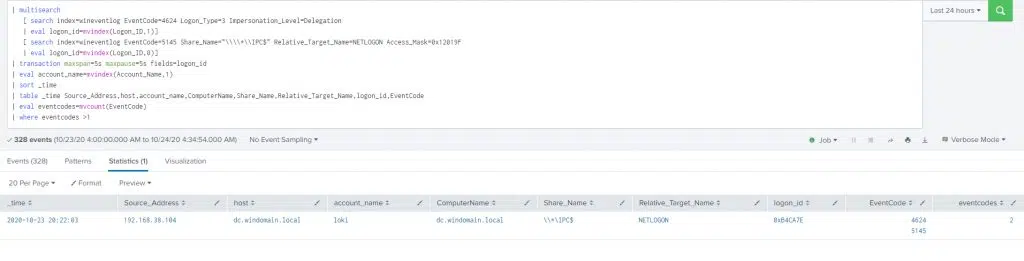 | multisearch
[ search index=wineventlog EventCode=4624 Logon_Type=3 Impersonation_Level=Delegation
| eval logon_id=mvindex(Logon_ID,1)]
[ search index=wineventlog EventCode=5145 Share_Name="\\\\*\\IPC$" Relative_Target_Name=NETLOGON Access_Mask=0x12019F
| eval logon_id=mvindex(Logon_ID,0)]
| transaction maxspan=5s maxpause=5s fields=logon_id
| eval account_name=mvindex(Account_Name,1)
| sort _time
| table _time Source_Address,host,account_name,ComputerName,Share_Name,Relative_Target_Name,logon_id,EventCode
| eval eventcodes=mvcount(EventCode)
| where eventcodes >1
Last 24 hours
328 events (10/23/20 4:00:00.000 AM to 10/24/20 4:34:54.000 AM) No Event Sampling Job Verbose Mode
Events (328) Patterns Statistics (1) Visualization
20 Per Page Format Preview
_time Source_Address host account_name ComputerName Share_Name Relative_Target_Name logon_id EventCode eventcodes
2020-10-23 20:22:03 192.168.38.104 dc.windomain.local loki dc.windomain.local \\*\IPC$ NETLOGON 0xB4CA7E 4624 2
5145